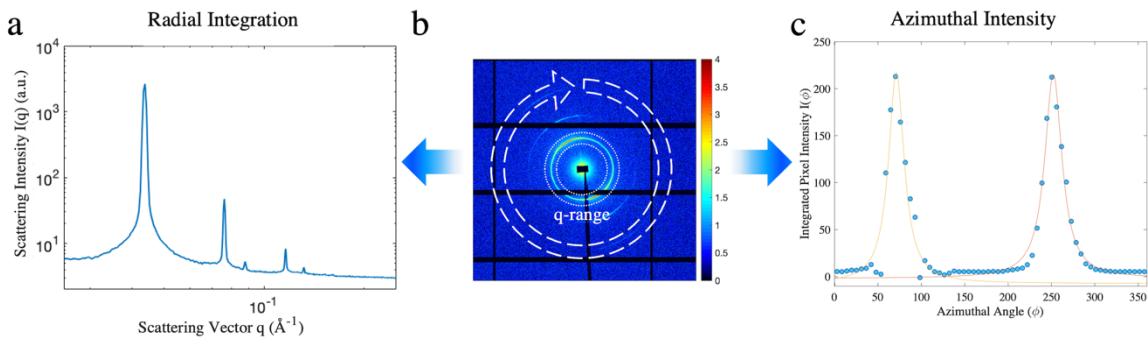 a
Radial Integration
10^4
10^3
10^2
10^1
Scattering Intensity I(q) (a.u.)
10^-1
Scattering Vector q (Å^-1)
b
q-range
4
3.5
3
2.5
2
1.5
1
0.5
0
Azimuthal Intensity
c
250
200
150
100
50
0
-10
Integrated Pixel Intensity I(ϕ)
0 50 100 150 200 250 300 350
Azimuthal Angle (ϕ)